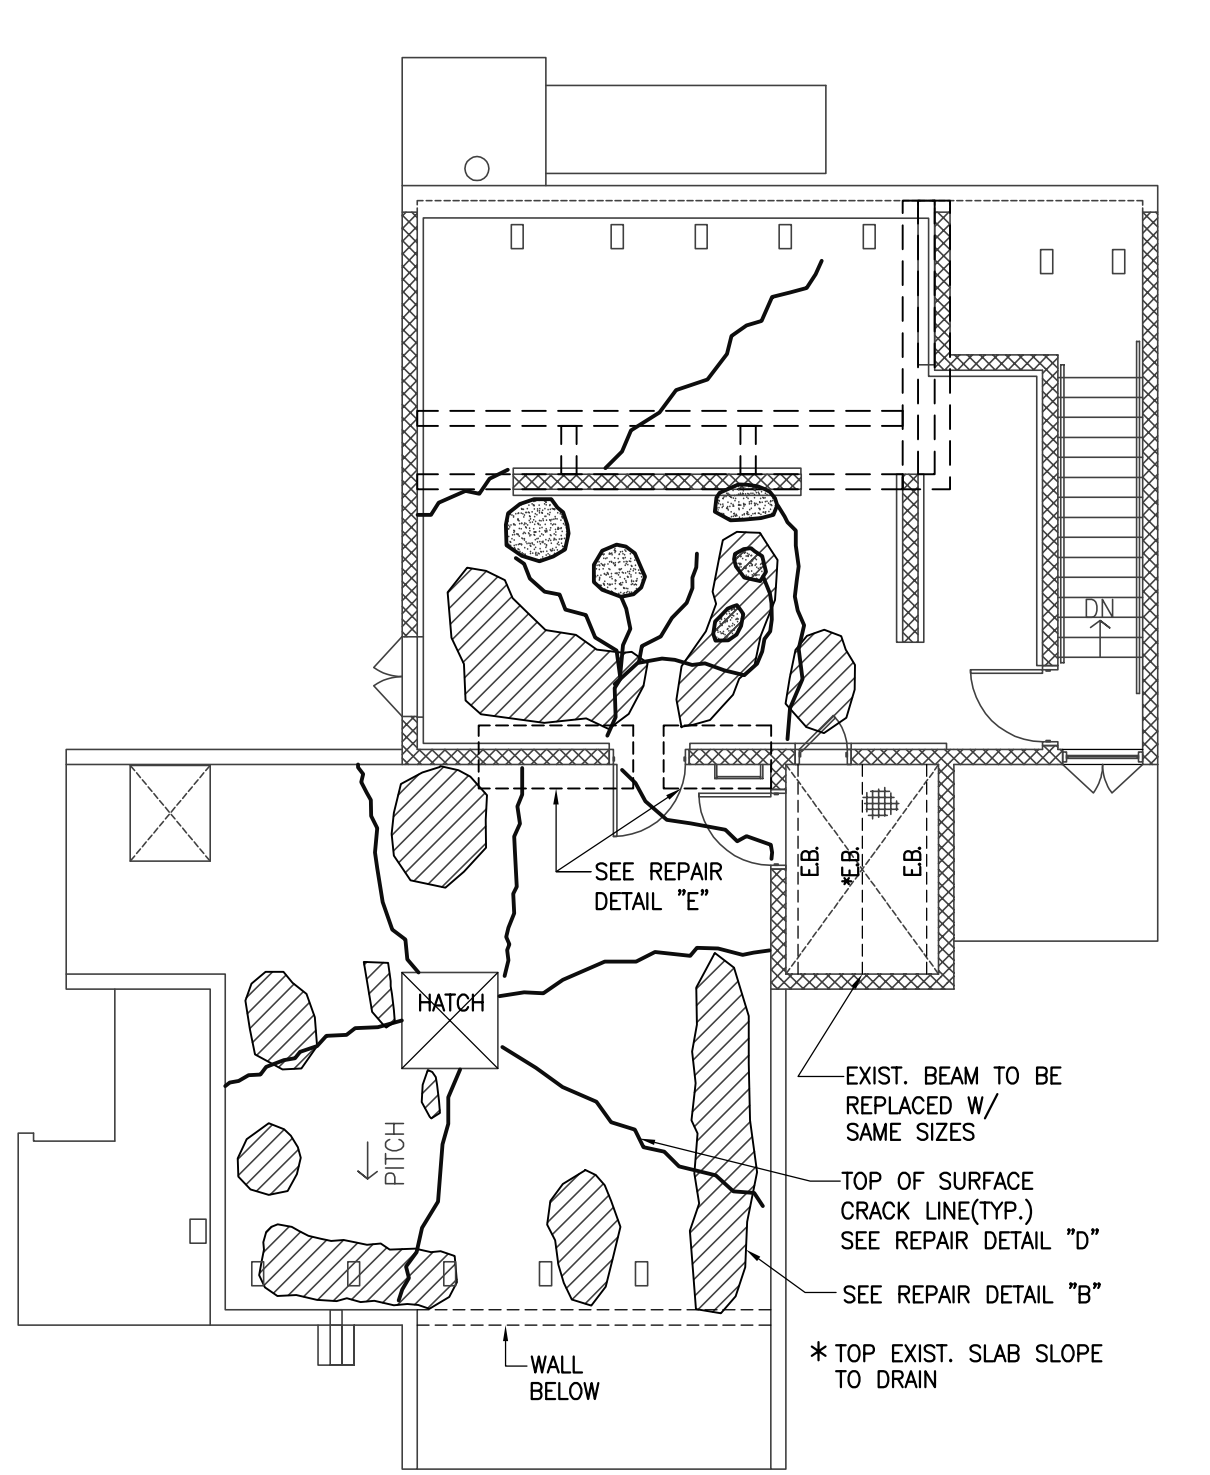 DN
SEE REPAIR
DETAIL "E"
E.B.
*E.B.
E.B.
HATCH
PITCH
EXIST. BEAM TO BE
REPLACED W/
SAME SIZES
TOP OF SURFACE
CRACK LINE(TYP.)
SEE REPAIR DETAIL "D"
SEE REPAIR DETAIL "B"
* TOP EXIST. SLAB SLOPE
TO DRAIN
WALL
BELOW